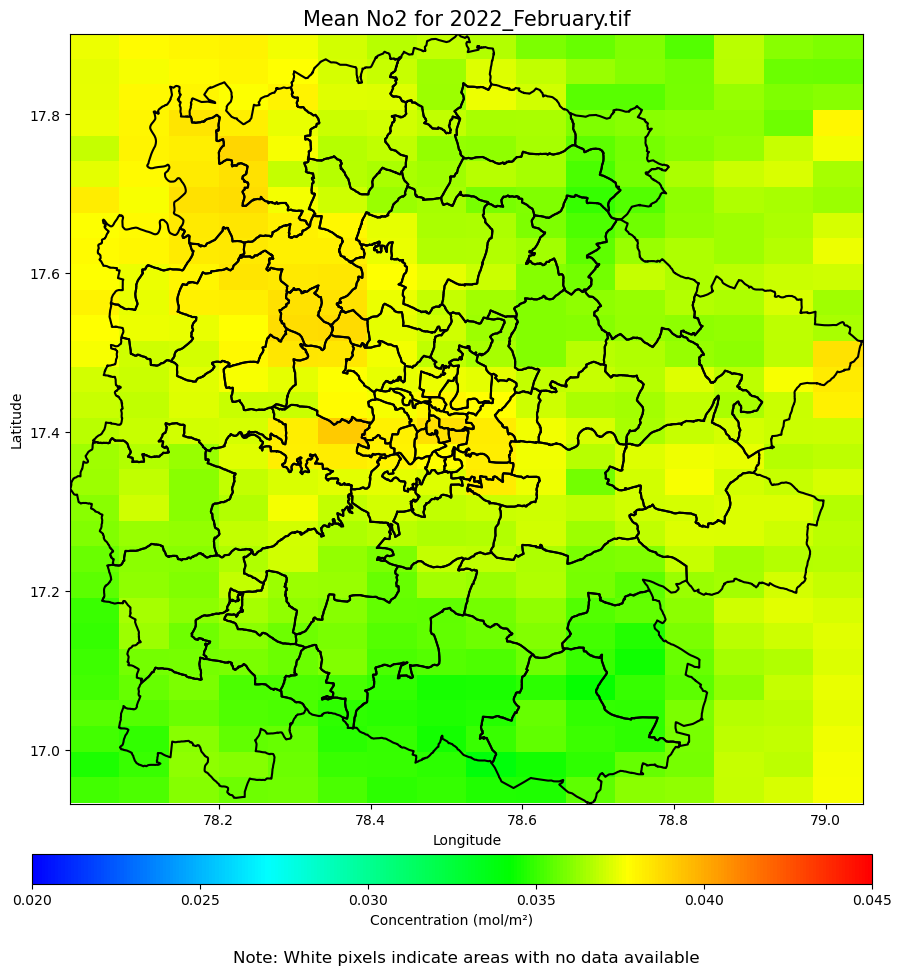 Mean No2 for 2022_February.tif
17.8
17.6
17.4
17.2
17.0
Latitude
78.2 78.4 78.6 78.8 79.0
Longitude
0.020 0.025 0.030 0.035 0.040 0.045
Concentration (mol/m²)
Note: White pixels indicate areas with no data available